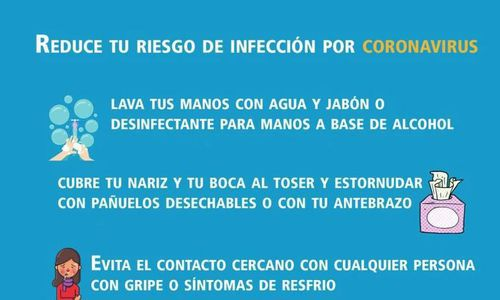 REDUCE TU RIESGO DE INFECCIÓN POR CORONAVIRUS
LAVA TUS MANOS CON AGUA Y JABÓN O
DESINFECTANTE PARA MANOS A BASE DE ALCOHOL
CUBRE TU NARIZ Y TU BOCA AL TOSER Y ESTORNUDAR
CON PAÑUELOS DESECHABLES O CON TU ANTEBRAZO
EVITA EL CONTACTO CERCANO CON CUALQUIER PERSONA
CON GRIPE O SÍNTOMAS DE RESFRIO